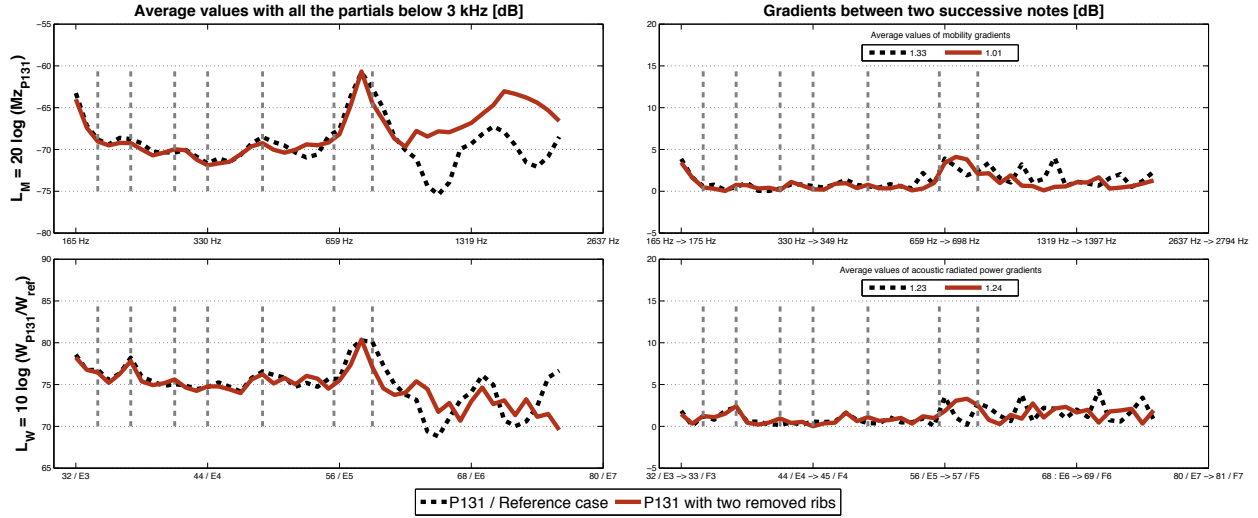 Average values with all the partials below 3 kHz [dB]
L_M = 20 log (Mz_P131)
−55
−60
−65
−70
−75
−80
165 Hz 330 Hz 659 Hz 1319 Hz 2637 Hz
Gradients between two successive notes [dB]
20
15
10
5
0
−5
Average values of mobility gradients
1.33 1.01
165 Hz −> 175 Hz 330 Hz −> 349 Hz 659 Hz −> 698 Hz 1319 Hz −> 1397 Hz 2637 Hz −> 2794 Hz
L_W = 10 log (W_P131/W_ref)
90
85
80
75
70
65
32 / E3 44 / E4 56 / E5 68 / E6 80 / E7
20
15
10
5
0
−5
Average values of acoustic radiated power gradients
1.23 1.24
32 / E3 −> 33 / F3 44 / E4 −> 45 / F4 56 / E5 −> 57 / F5 68 : E6 −> 69 / F6 80 / E7 −> 81 / F7
P131 / Reference case P131 with two removed ribs